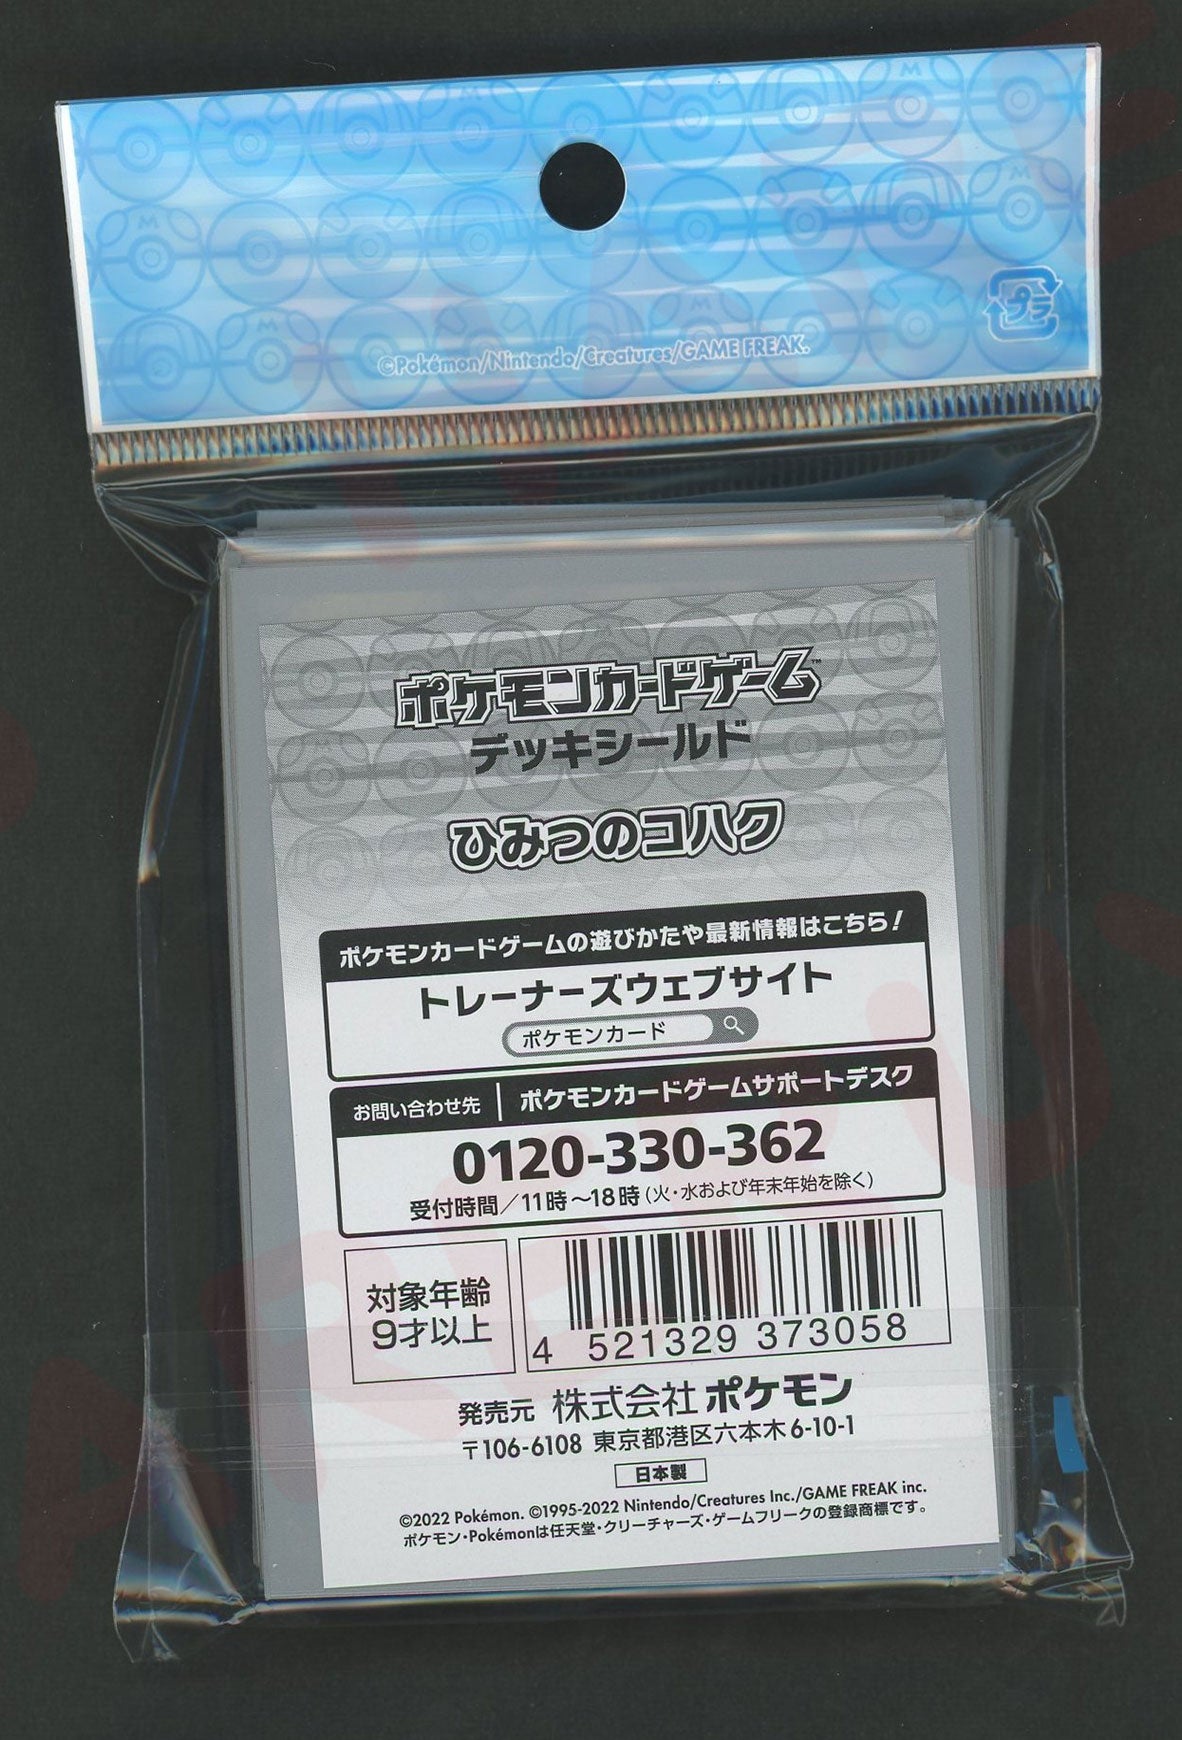 プラ
©Pokémon/Nintendo/Creatures/GAME FREAK.
ポケモンカードゲーム™
デッキシールド
ひみつのコハク
ポケモンカードゲームの遊びかたや最新情報はこちら!
トレーナーズウェブサイト
ポケモンカード
お問い合わせ先 ポケモンカードゲームサポートデスク
0120-330-362
受付時間/11時~18時(火・水および年末年始を除く)
対象年齢
9才以上
4 521329 373058
発売元 株式会社ポケモン
〒106-6108 東京都港区六本木6-10-1
日本製
©2022 Pokémon. ©1995-2022 Nintendo/Creatures Inc./GAME FREAK inc.
ポケモン・Pokémonは任天堂・クリーチャーズ・ゲームフリークの登録商標です。